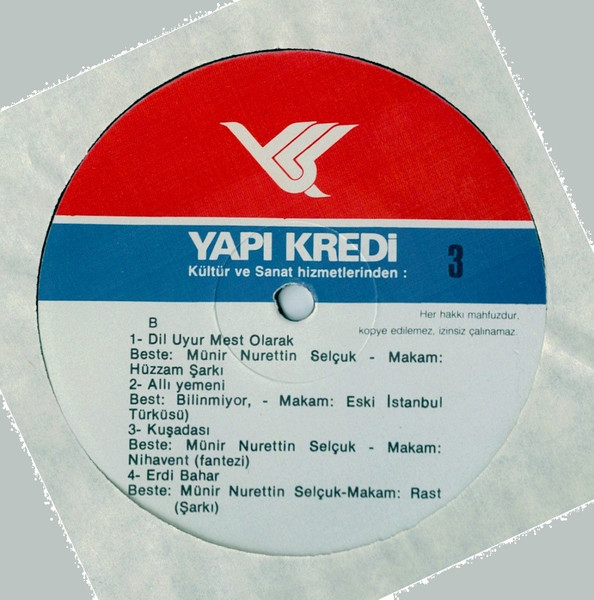 YAPI KREDİ
Kültür ve Sanat hizmetlerinden :
3
Her hakkı mahfuzdur,
kopye edilemez, izinsiz çalınamaz.
B
1- Dil Uyur Mest Olarak
Beste: Münir Nurettin Selçuk - Makam:
Hüzzam Şarkı
2- Allı yemeni
Best: Bilinmiyor, - Makam: Eski İstanbul
Türküsü)
3- Kuşadası
Beste: Münir Nurettin Selçuk - Makam:
Nihavent (fantezi)
4- Erdi Bahar
Beste: Münir Nurettin Selçuk-Makam: Rast
(Şarkı)